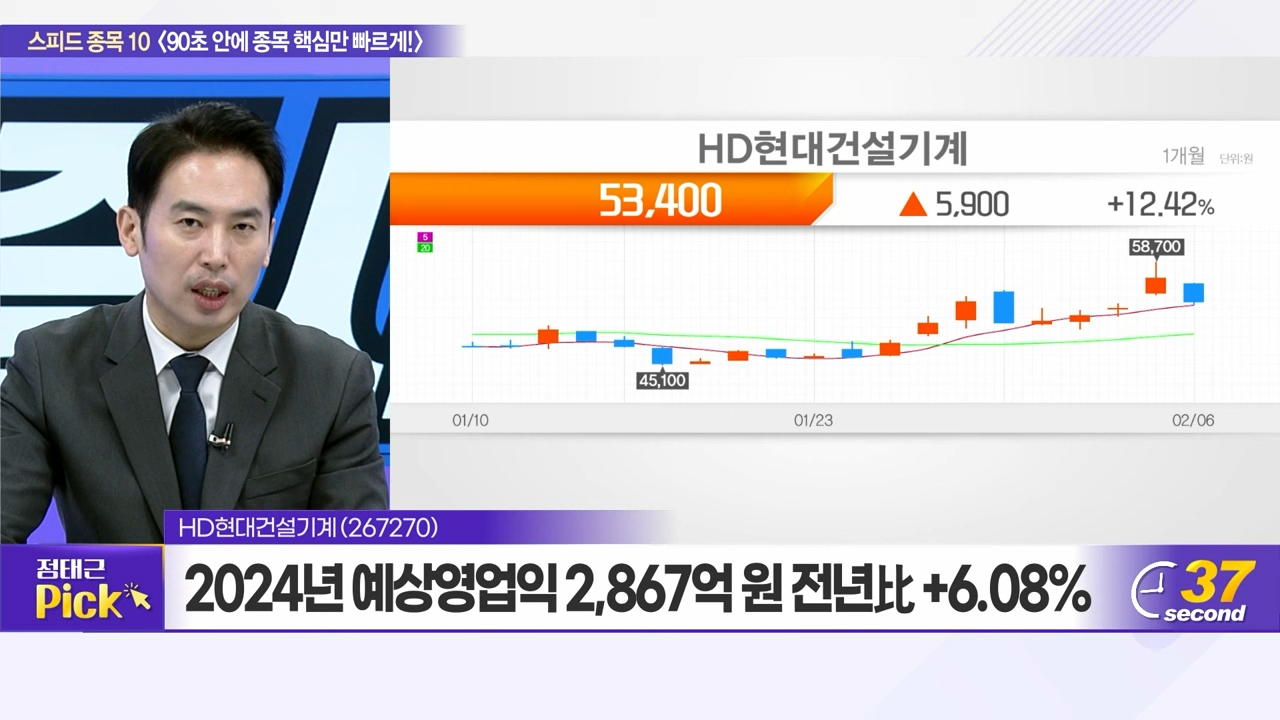 스피드 종목 10 〈90초 안에 종목 핵심만 빠르게!〉
HD현대건설기계
1개월 단위:원
53,400 ▲ 5,900 +12.42%
5
20
58,700
45,100
01/10 01/23 02/06
HD현대건설기계(267270)
정태근
Pick
2024년 예상영업익 2,867억 원 전년比 +6.08%
37
second